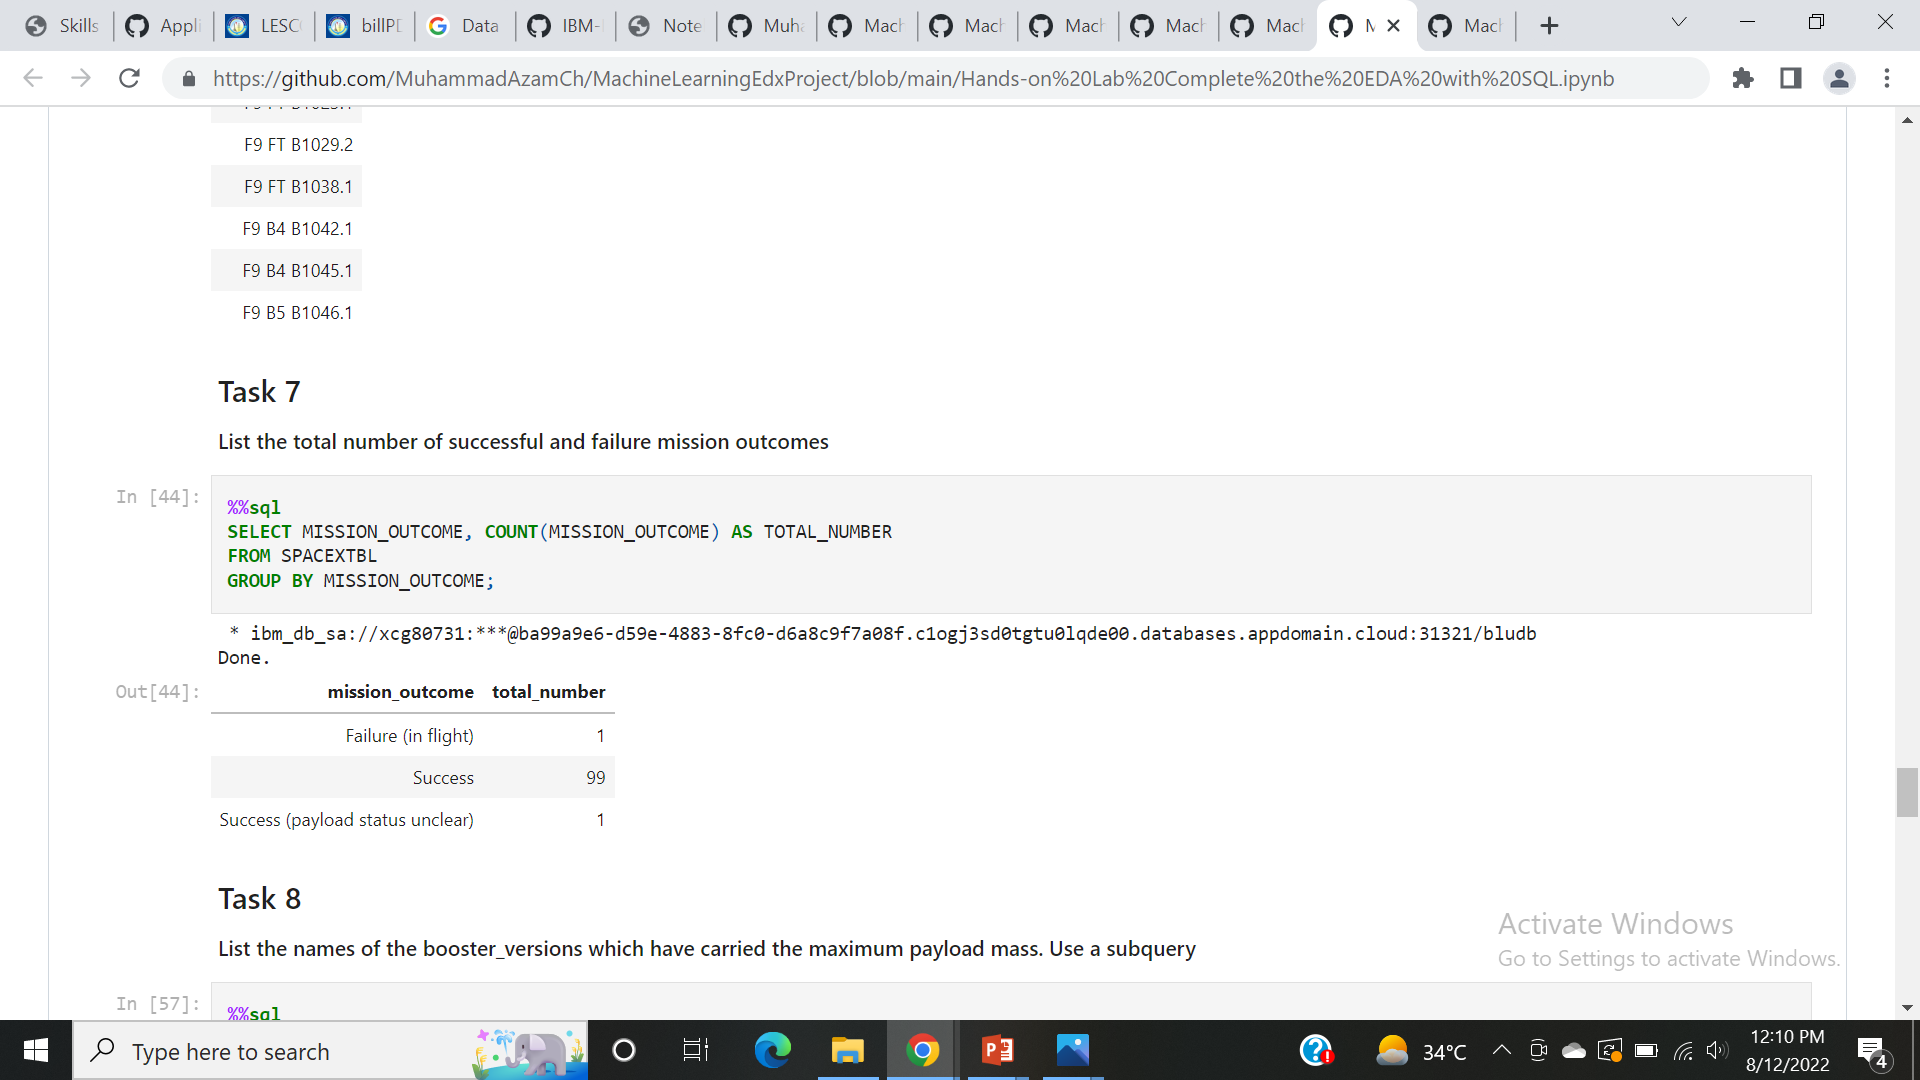 Skills
Appli
LESC
billPD
Data
IBM-
Note
Muha
Mach
Mach
Mach
Mach
Mach
M
Mach
https://github.com/MuhammadAzamCh/MachineLearningEdxProject/blob/main/Hands-on%20Lab%20Complete%20the%20EDA%20with%20SQL.ipynb
F9 FT B1029.2
F9 FT B1038.1
F9 B4 B1042.1
F9 B4 B1045.1
F9 B5 B1046.1
Task 7
List the total number of successful and failure mission outcomes
In [44]:
%%sql
SELECT MISSION_OUTCOME, COUNT(MISSION_OUTCOME) AS TOTAL_NUMBER
FROM SPACEXTBL
GROUP BY MISSION_OUTCOME;
* ibm_db_sa://xcg80731:***@ba99a9e6-d59e-4883-8fc0-d6a8c9f7a08f.c1ogj3sd0tgtu0lqde00.databases.appdomain.cloud:31321/bludb
Done.
Out[44]:
mission_outcome total_number
Failure (in flight) 1
Success 99
Success (payload status unclear) 1
Task 8
List the names of the booster_versions which have carried the maximum payload mass. Use a subquery
In [57]:
%%sql
Activate Windows
Go to Settings to activate Windows.
Type here to search
34°C
12:10 PM
8/12/2022
4